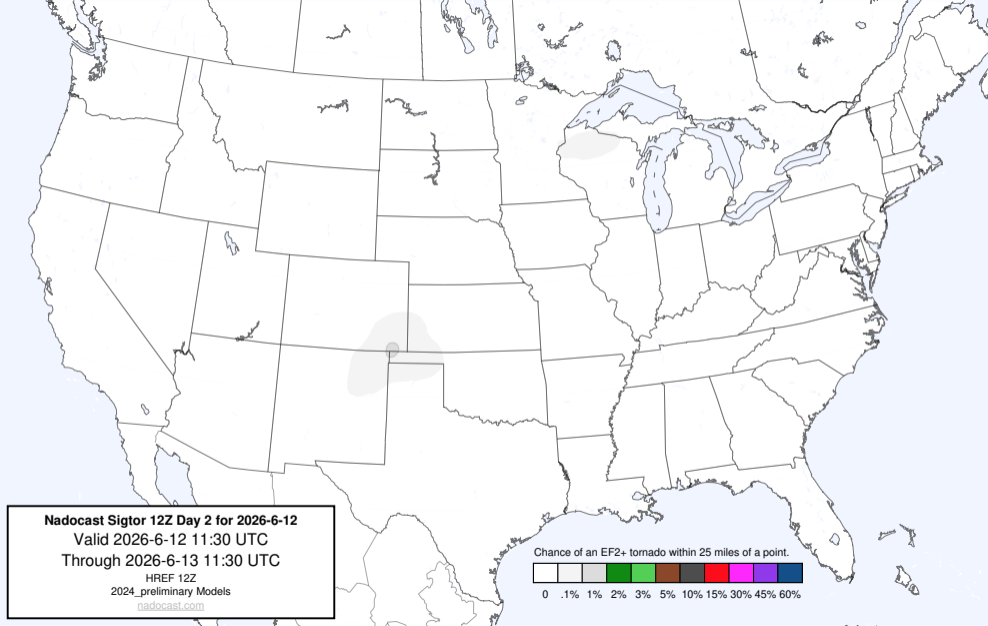 Nadocast Sigtor 12Z Day 2 for 2026-6-12
Valid 2026-6-12 11:30 UTC
Through 2026-6-13 11:30 UTC
HREF 12Z
2024_preliminary Models
nadocast.com
Chance of an EF2+ tornado within 25 miles of a point.
0 .1% 1% 2% 3% 5% 10% 15% 30% 45% 60%